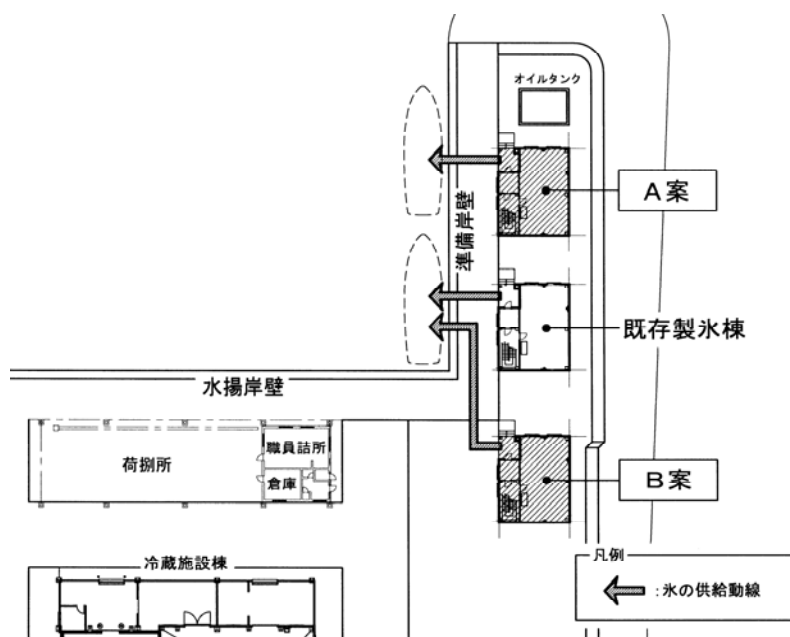 オイルタンク
A案
準備岸壁
既存製氷棟
水揚岸壁
荷捌所
職員詰所
倉庫
B案
冷蔵施設棟
凡例
:氷の供給動線